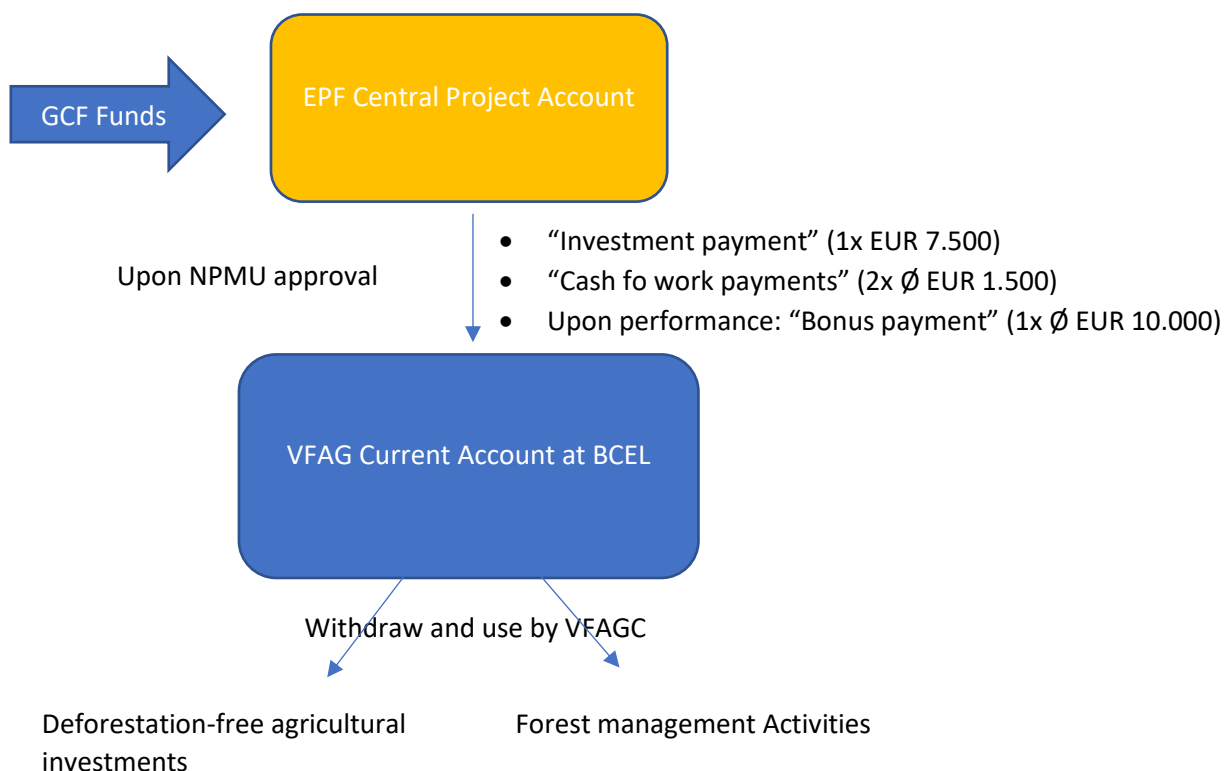 EPF Central Project Account
GCF Funds
Upon NPMU approval
• “Investment payment” (1x EUR 7.500)
• “Cash fo work payments” (2x Ø EUR 1.500)
• Upon performance: “Bonus payment” (1x Ø EUR 10.000)
VFAG Current Account at BCEL
Withdraw and use by VFAGC
Deforestation-free agricultural
investments
Forest management Activities